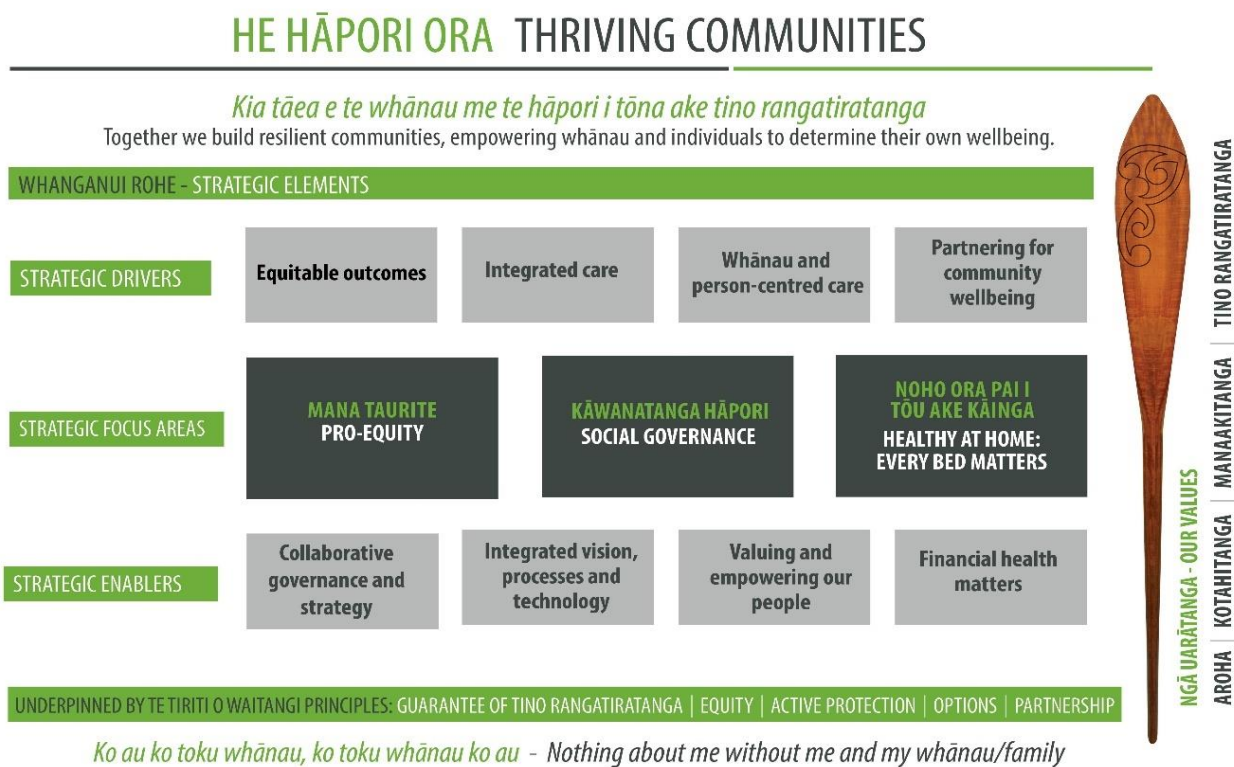 HE HĀPORI ORA THRIVING COMMUNITIES
Kia tāea e te whānau me te hāpori i tōna ake tino rangatiratanga
Together we build resilient communities, empowering whānau and individuals to determine their own wellbeing.
WHANGANUI ROHE - STRATEGIC ELEMENTS
STRATEGIC DRIVERS
Equitable outcomes
Integrated care
Whānau and
person-centred care
Partnering for
community
wellbeing
STRATEGIC FOCUS AREAS
MANA TAURITE
PRO-EQUITY
KĀWANATANGA HĀPORI
SOCIAL GOVERNANCE
NOHO ORA PAI I
TŌU AKE KĀINGA
HEALTHY AT HOME:
EVERY BED MATTERS
STRATEGIC ENABLERS
Collaborative
governance and
strategy
Integrated vision,
processes and
technology
Valuing and
empowering our
people
Financial health
matters
UNDERPINNED BY TE TIRITI O WAITANGI PRINCIPLES: GUARANTEE OF TINO RANGATIRATANGA | EQUITY | ACTIVE PROTECTION | OPTIONS | PARTNERSHIP
Ko au ko toku whānau, ko toku whānau ko au - Nothing about me without me and my whānau/family
NGĀ UARĀTANGA - OUR VALUES
AROHA | KOTAHITANGA | MANAAKITANGA | TINO RANGATIRATANGA